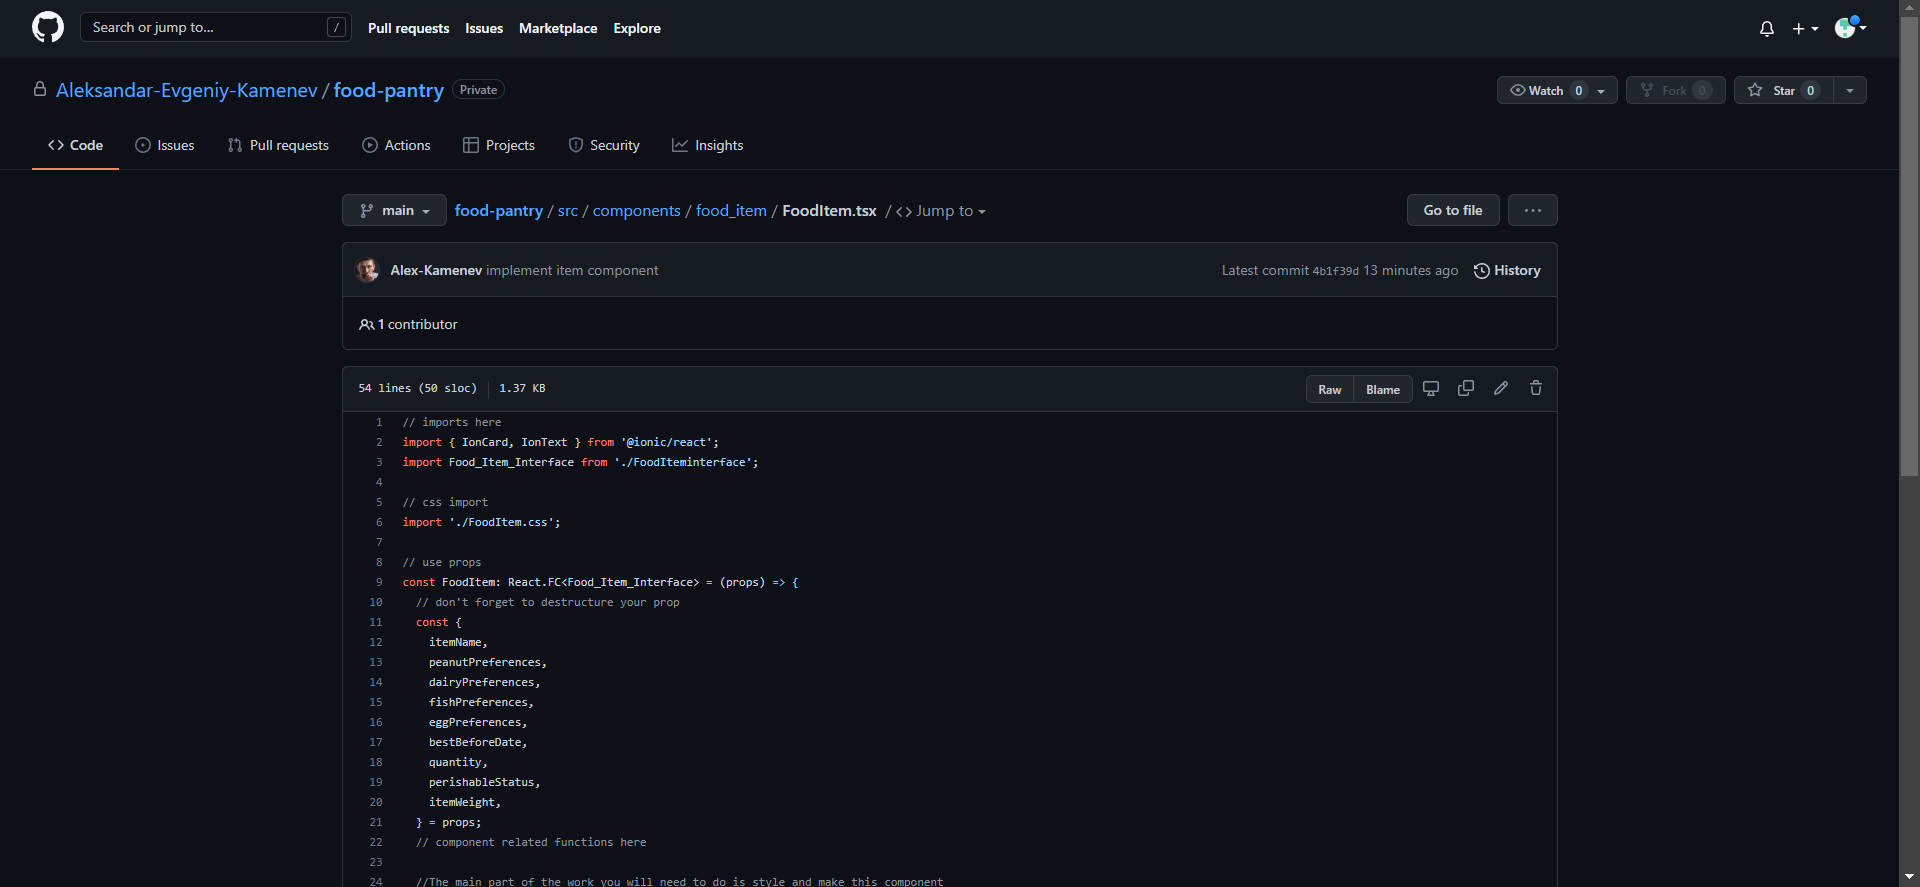 Search or jump to... /
Pull requests Issues Marketplace Explore
Aleksandar-Evgeniy-Kamenev / food-pantry Private
Watch 0 Fork 0 Star 0
Code Issues Pull requests Actions Projects Security Insights
main food-pantry / src / components / food_item / FoodItem.tsx / <> Jump to
Go to file ...
Alex-Kamenev implement item component
Latest commit 4b1f39d 13 minutes ago History
1 contributor
54 lines (50 sloc) 1.37 KB
Raw Blame
1 // imports here
2 import { IonCard, IonText } from '@ionic/react';
3 import Food_Item_Interface from './FoodIteminterface';
4
5 // css import
6 import './FoodItem.css';
7
8 // use props
9 const FoodItem: React.FC<Food_Item_Interface> = (props) => {
10 // don't forget to destructure your prop
11 const {
12 itemName,
13 peanutPreferences,
14 dairyPreferences,
15 fishPreferences,
16 eggPreferences,
17 bestBeforeDate,
18 quantity,
19 perishableStatus,
20 itemWeight,
21 } = props;
22 // component related functions here
23
24 //The main part of the work you will need to do is style and make this component